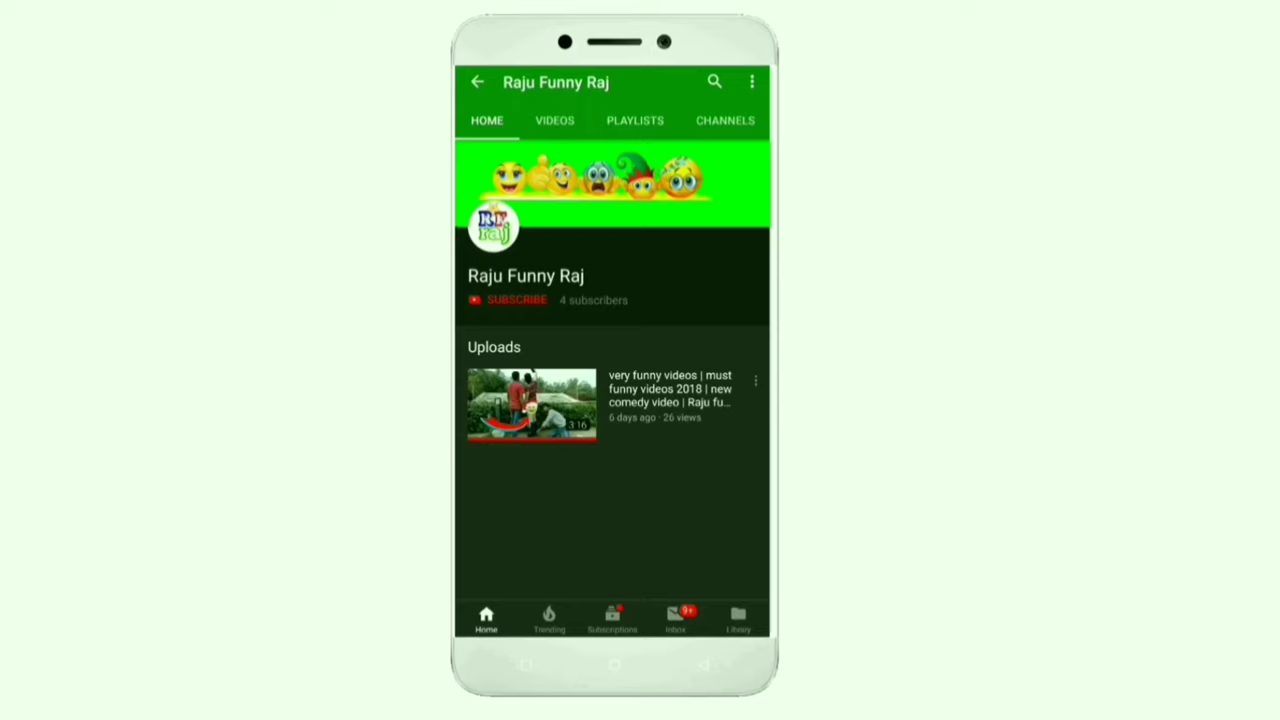 Raju Funny Raj
HOME VIDEOS PLAYLISTS CHANNELS
raj
Raju Funny Raj
SUBSCRIBE 4 subscribers
Uploads
very funny videos | must
funny videos 2018 | new
comedy video | Raju fu...
6 days ago · 26 views
3:16
9+
Home Trending Subscriptions Inbox Library